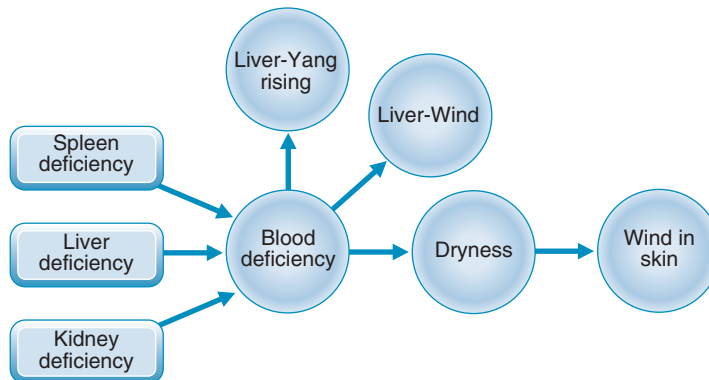 Liver-Yang
rising
Liver-Wind
Spleen
deficiency
Liver
deficiency
Blood
deficiency
Dryness
Wind in
skin
Kidney
deficiency